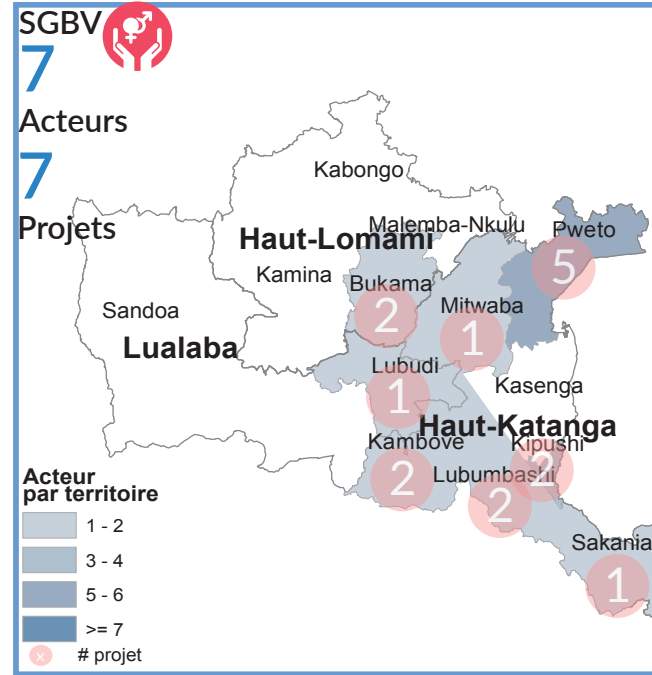 SGBV
7
Acteurs
7
Projets
Kabongo
Malemba-Nkulu
Pweto
Haut-Lomami
5
Kamina
Bukama
2
Mitwaba
1
Sandoa
Lualaba
Lubudi
1
Kasenga
Haut-Katanga
Kambove
2
Kipushi
2
Lubumbashi
2
Sakania
1
Acteur
par territoire
1 - 2
3 - 4
5 - 6
>= 7
× # projet